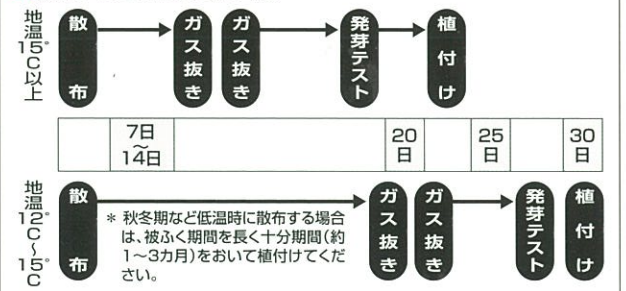 地温15°C以上
散布
ガス抜き
ガス抜き
発芽テスト
植付け
7日〜14日
20日
25日
30日
地温12°C〜15°C
散布
＊ 秋冬期など低温時に散布する場合
は、被ふく期間を長く十分期間（約
1〜3カ月）をおいて植付けてくだ
さい。
ガス抜き
ガス抜き
発芽テスト
植付け